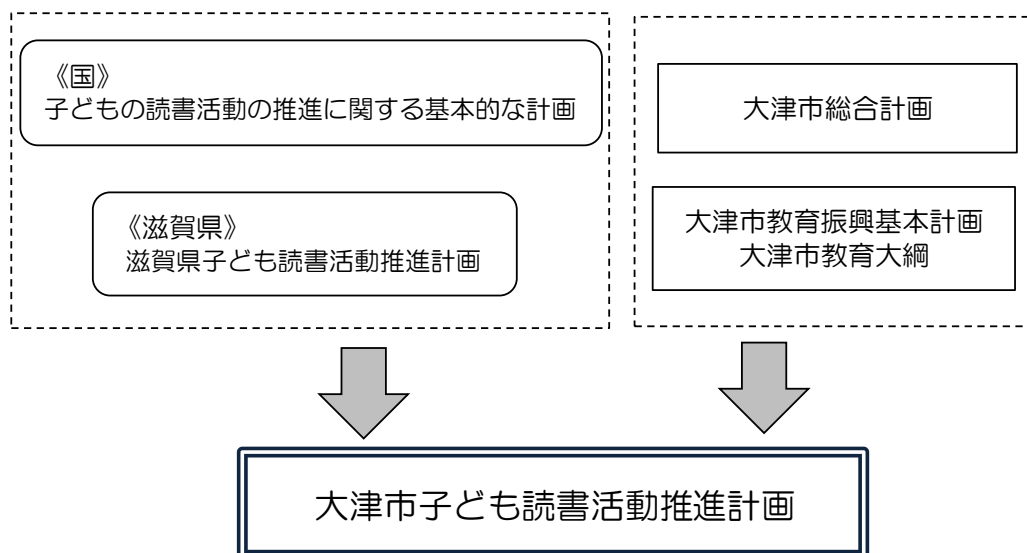 《国》
子どもの読書活動の推進に関する基本的な計画
《滋賀県》
滋賀県子ども読書活動推進計画
大津市総合計画
大津市教育振興基本計画
大津市教育大綱
大津市子ども読書活動推進計画